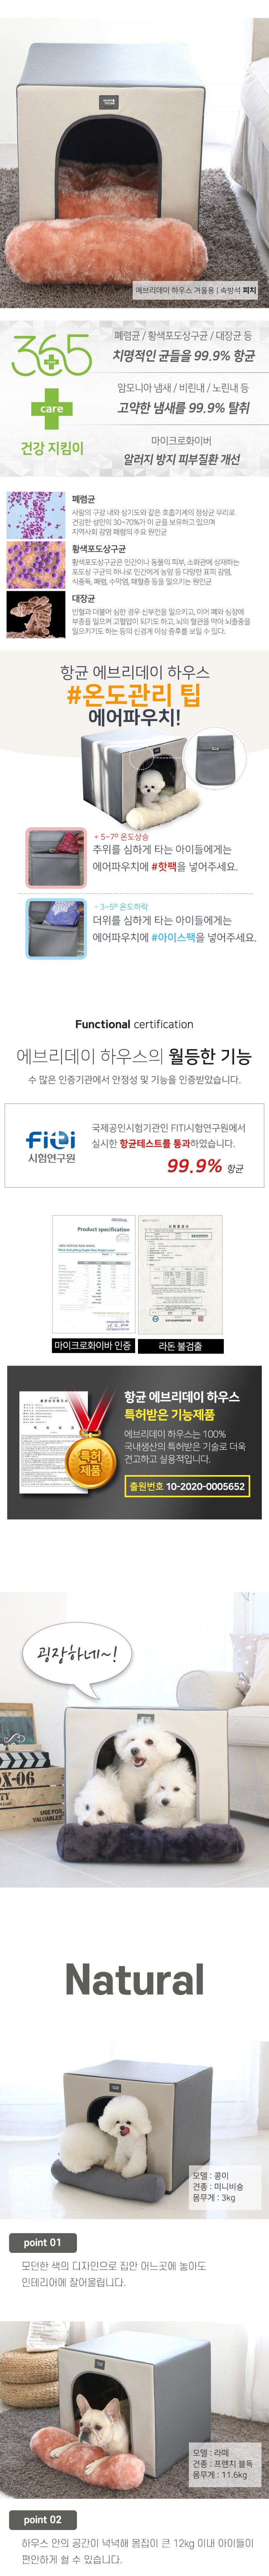 에브리데이 하우스 겨울용 | 속방석 피치
365
care
건강 지킴이
폐렴균 / 황색포도상구균 / 대장균 등
치명적인 균들을 99.9% 항균
암모니아 냄새 / 비린내 / 노린내 등
고약한 냄새를 99.9% 탈취
마이크로화이버
알러지 방지 피부질환 개선
폐렴균
사람의 구강 내와 상기도와 같은 호흡기계의 정상균 무리로
건강한 성인의 30~70%가 이 균을 보유하고 있으며
지역사회 감염 폐렴의 주요 원인균
황색포도상구균
황색포도상구균은 인간이나 동물의 피부, 소화관에 상재하는
포도상 구균의 하나로 인간에게 농양 등 다양한 표피 감염,
식중독, 폐렴, 수막염, 패혈증 등을 일으키는 원인균
대장균
빈혈과 더불어 심한 경우 신부전을 일으키고, 이어 폐와 심장에
부종을 일으켜 고혈압이 되기도 하고, 뇌의 혈관을 막아 뇌졸중을
일으키기도 하는 등의 신경계 이상 증후를 보일 수 있다.
항균 에브리데이 하우스
#온도관리 팁
에어파우치!
+ 5~7º 온도상승
추위를 심하게 타는 아이들에게는
에어파우치에 #핫팩을 넣어주세요.
- 3~5º 온도하락
더위를 심하게 타는 아이들에게는
에어파우치에 #아이스팩을 넣어주세요.
Functional certification
에브리데이 하우스의 월등한 기능
수 많은 인증기관에서 안정성 및 기능을 인증받았습니다.
FITI
시험연구원
국제공인시험기관인 FITI시험연구원에서
실시한 항균테스트를 통과하였습니다.
99.9% 항균
Product specification
마이크로화이바 인증
라돈 불검출
특허
제품
항균 에브리데이 하우스
특허받은 기능제품
에브리데이 하우스는 100%
국내생산의 특허받은 기술로 더욱
견고하고 실용적입니다.
출원번호 10-2020-0005652
굉장하네~!
USE FOR
VALUABLES
Natural
모델 : 콩이
견종 : 미니비숑
몸무게 : 3kg
point 01
모던한 색의 디자인으로 집안 어느곳에 놓아도
인테리어에 잘어울립니다.
모델 : 라떼
견종 : 프렌치 불독
몸무게 : 11.6kg
point 02
하우스 안의 공간이 넉넉해 몸집이 큰 12kg 이내 아이들이
편안하게 쉴 수 있습니다.